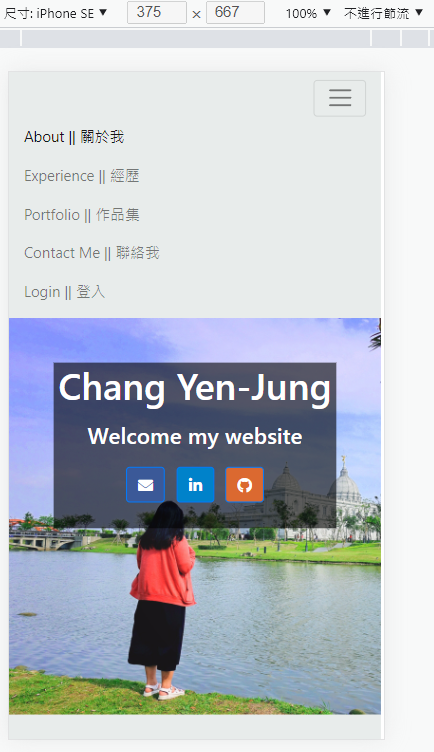 尺寸: iPhone SE ▼ 375 × 667 100% ▼ 不進行節流 ▼
About || 關於我
Experience || 經歷
Portfolio || 作品集
Contact Me || 聯絡我
Login || 登入
Chang Yen-Jung
Welcome my website
in